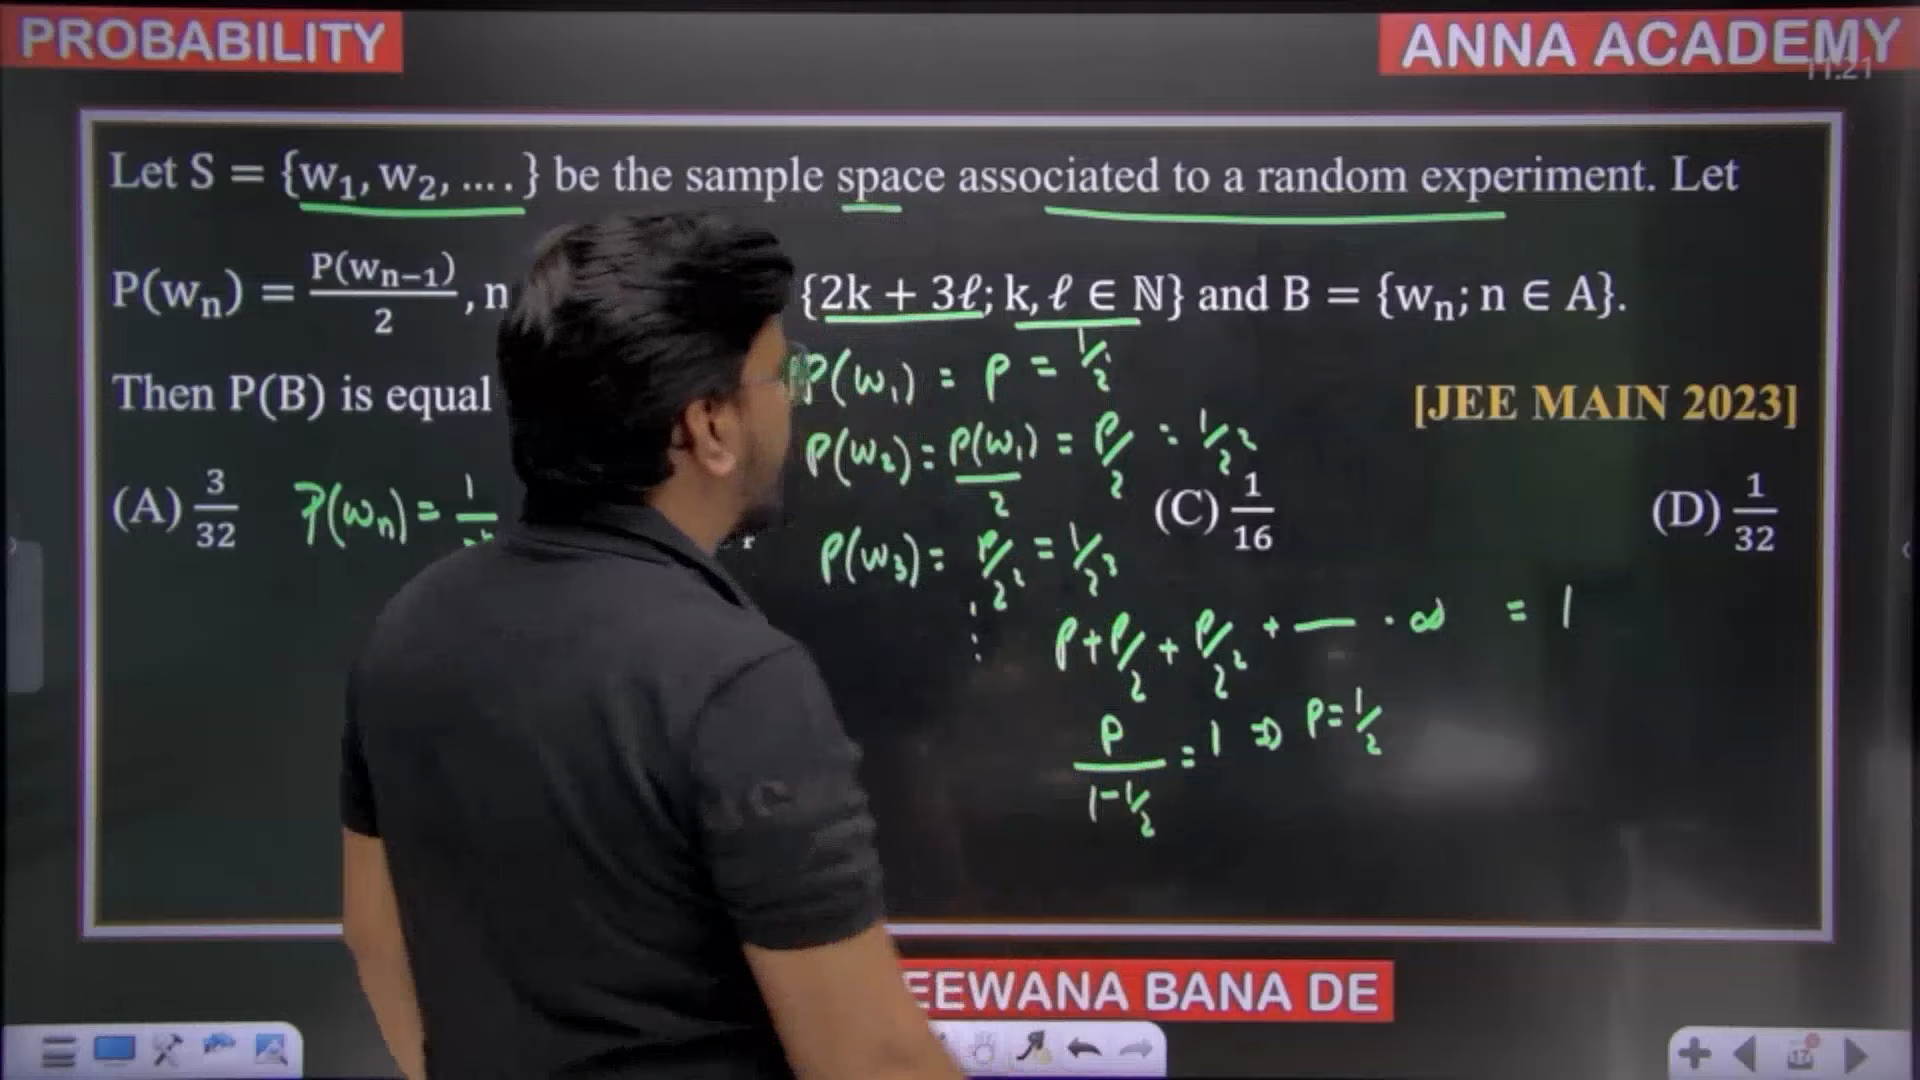 PROBABILITY
ANNA ACADEMY
11:21
Let S = {w₁, w₂, ....} be the sample space associated to a random experiment. Let
P(wₙ) = P(wₙ₋₁)/2, n {2k + 3ℓ; k, ℓ ∈ ℕ} and B = {wₙ; n ∈ A}.
P(w₁) = p = 1/2
Then P(B) is equal
[JEE MAIN 2023]
P(w₂) = P(w₁)/2 = P/2 = 1/2²
(A) 3/32
P(wₙ) = 1
(C) 1/16
(D) 1/32
P(w₃) = P/2² = 1/2³
P + P/2 + P/2² + — . ∞ = 1
P/(1-1/2) = 1 ⇒ P = 1/2
EEWANA BANA DE